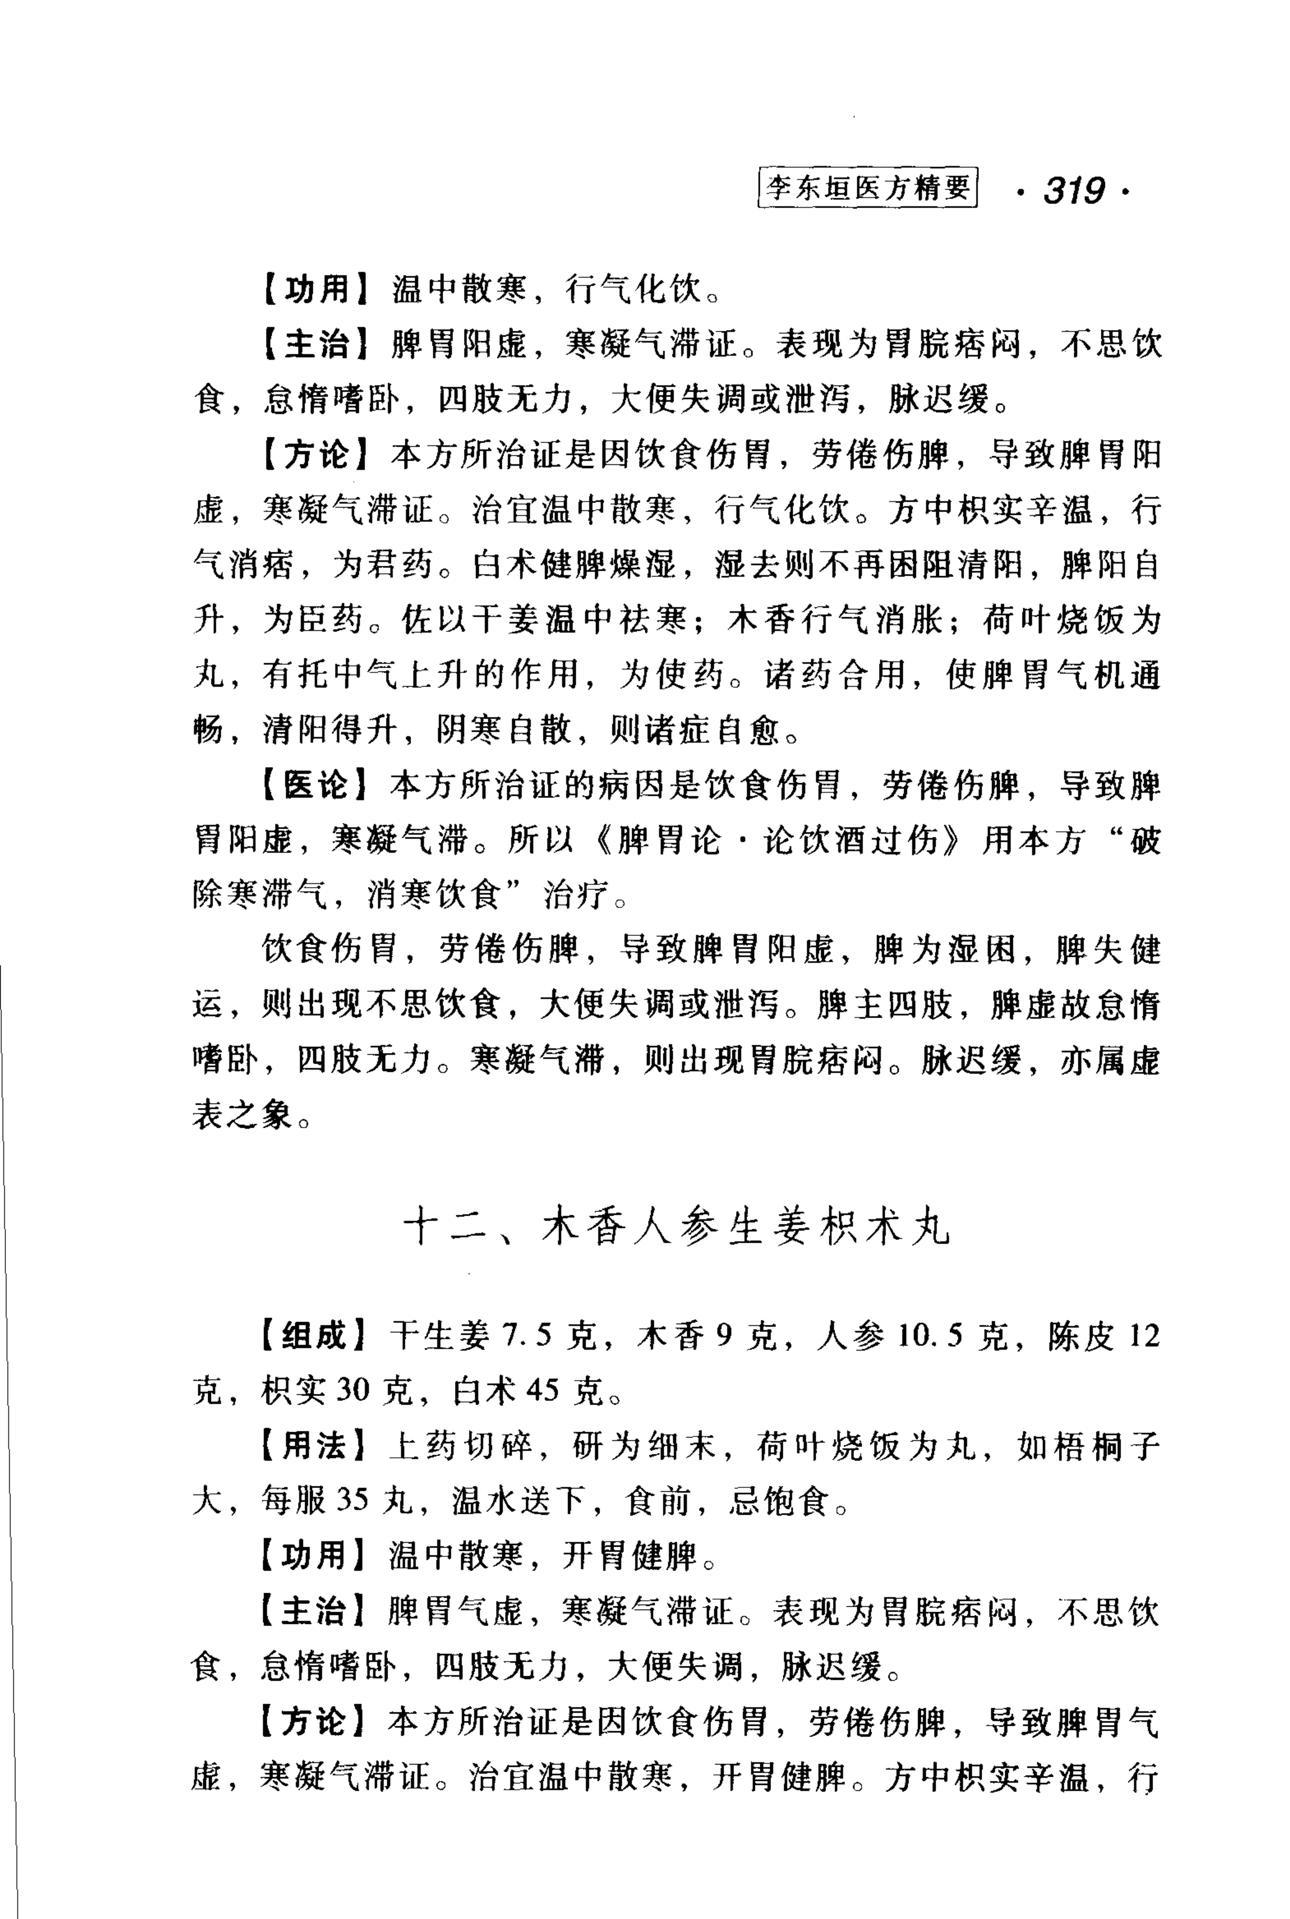 李东垣医方精要 · 319 ·
【功用】温中散寒，行气化饮。
【主治】脾胃阳虚，寒凝气滞证。表现为胃脘痞闷，不思饮
食，怠惰嗜卧，四肢无力，大便失调或泄泻，脉迟缓。
【方论】本方所治证是因饮食伤胃，劳倦伤脾，导致脾胃阳
虚，寒凝气滞证。治宜温中散寒，行气化饮。方中枳实辛温，行
气消痞，为君药。白术健脾燥湿，湿去则不再困阻清阳，脾阳自
升，为臣药。佐以干姜温中祛寒；木香行气消胀；荷叶烧饭为
丸，有托中气上升的作用，为使药。诸药合用，使脾胃气机通
畅，清阳得升，阴寒自散，则诸症自愈。
【医论】本方所治证的病因是饮食伤胃，劳倦伤脾，导致脾
胃阳虚，寒凝气滞。所以《脾胃论·论饮酒过伤》用本方“破
除寒滞气，消寒饮食”治疗。
饮食伤胃，劳倦伤脾，导致脾胃阳虚，脾为湿困，脾失健
运，则出现不思饮食，大便失调或泄泻。脾主四肢，脾虚故怠惰
嗜卧，四肢无力。寒凝气滞，则出现胃脘痞闷。脉迟缓，亦属虚
表之象。
十二、木香人参生姜枳术丸
【组成】干生姜7.5克，木香9克，人参10.5克，陈皮12
克，枳实30克，白术45克。
【用法】上药切碎，研为细末，荷叶烧饭为丸，如梧桐子
大，每服35丸，温水送下，食前，忌饱食。
【功用】温中散寒，开胃健脾。
【主治】脾胃气虚，寒凝气滞证。表现为胃脘痞闷，不思饮
食，怠惰嗜卧，四肢无力，大便失调，脉迟缓。
【方论】本方所治证是因饮食伤胃，劳倦伤脾，导致脾胃气
虚，寒凝气滞证。治宜温中散寒，开胃健脾。方中枳实辛温，行